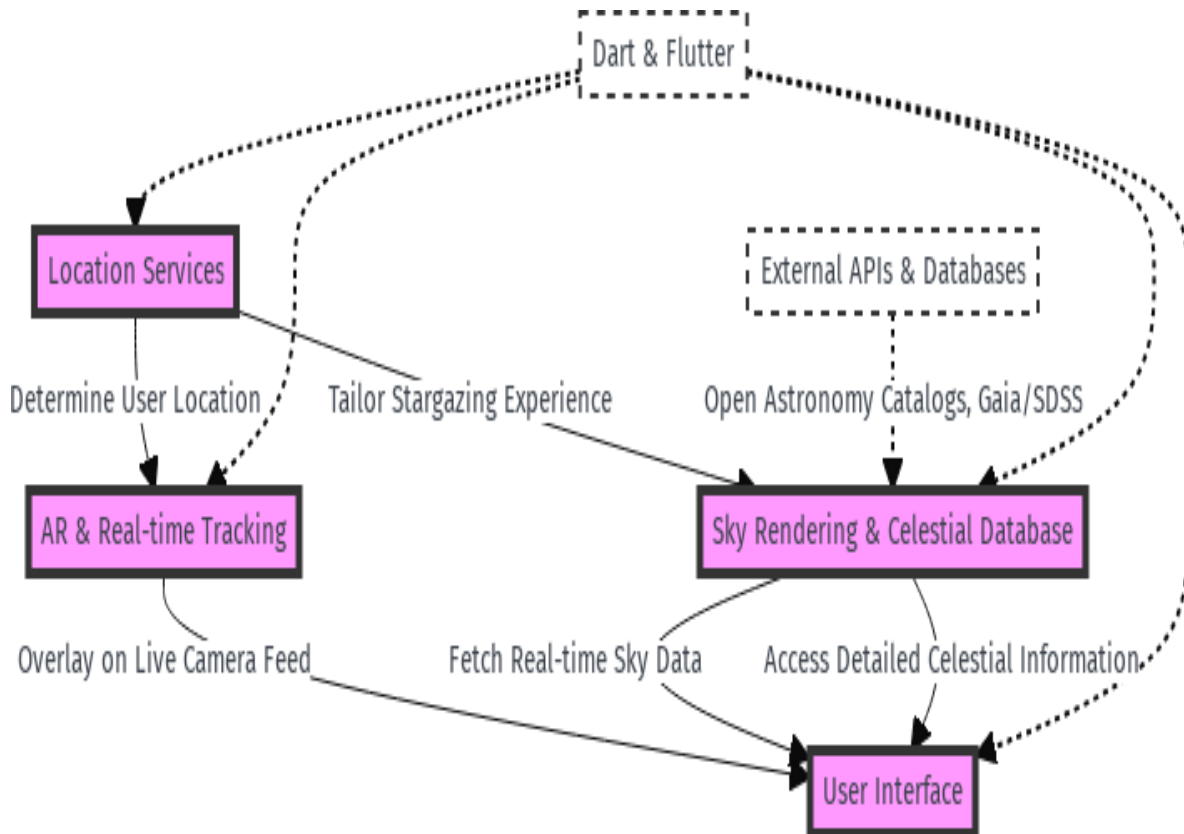 Dart & Flutter
Location Services
External APIs & Databases
Determine User Location
Tailor Stargazing Experience
Open Astronomy Catalogs, Gaia/SDSS
AR & Real-time Tracking
Sky Rendering & Celestial Database
Overlay on Live Camera Feed
Fetch Real-time Sky Data
Access Detailed Celestial Information
User Interface